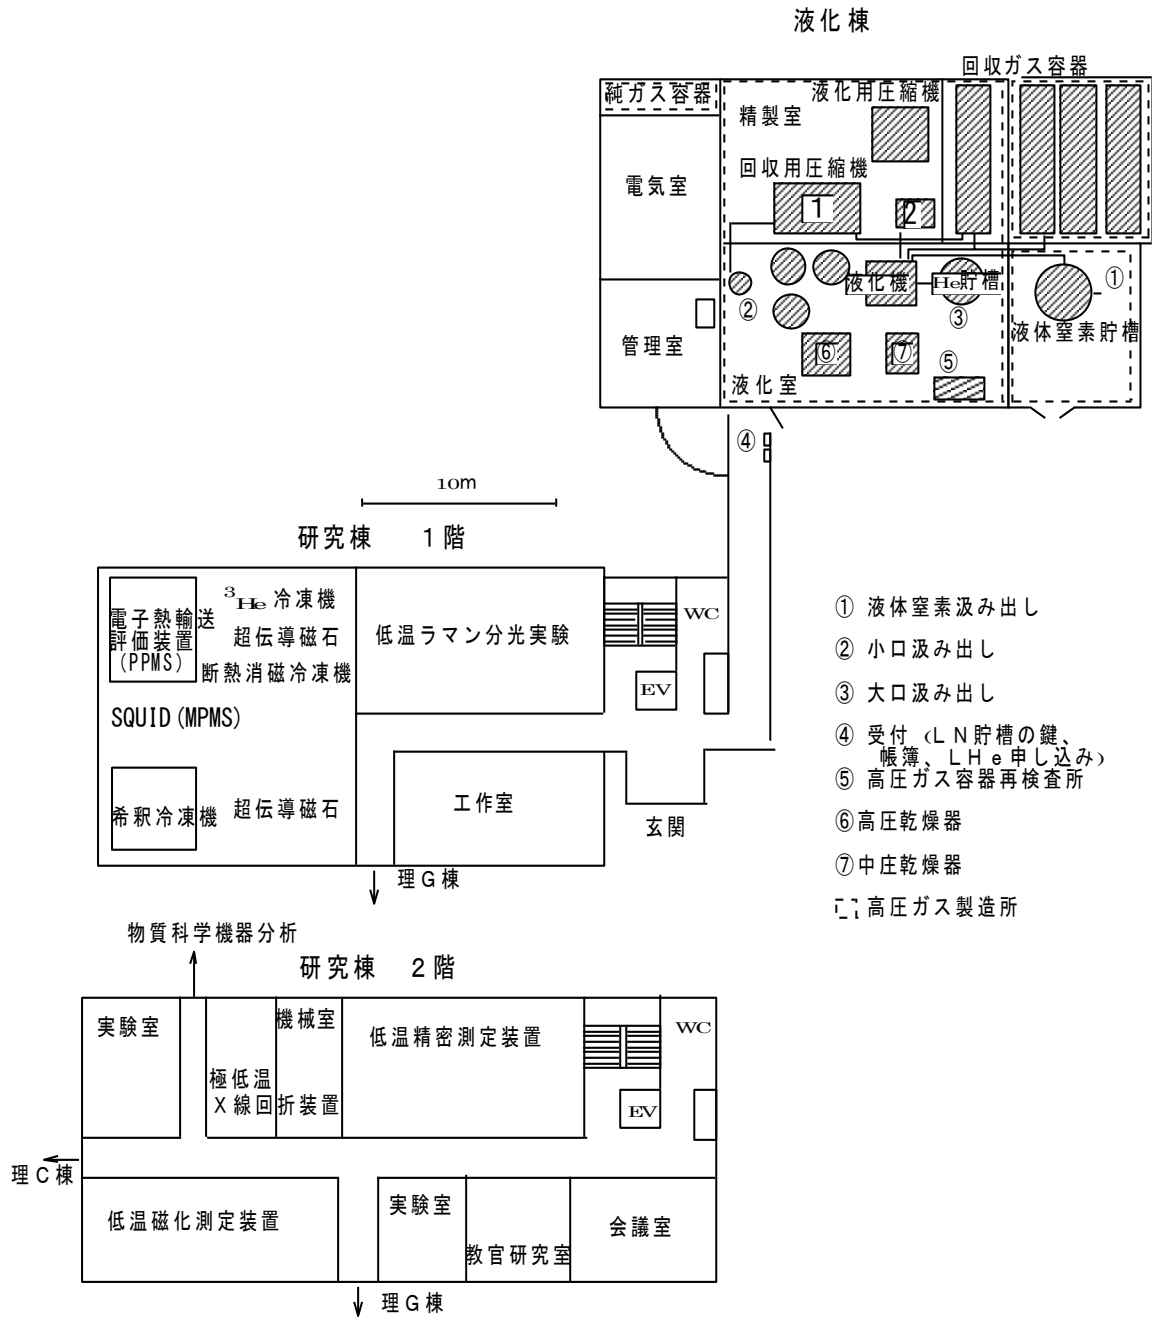 液化棟
回収ガス容器
純ガス容器
液化用圧縮機
精製室
回収用圧縮機
電気室
1
2
液化機
He貯槽
①
②
③
液体窒素貯槽
管理室
⑥
⑦
⑤
液化室
④
10m
研究棟 1階
³He 冷凍機
電子熱輸送
評価装置
(PPMS)
超伝導磁石
断熱消磁冷凍機
低温ラマン分光実験
WC
EV
SQUID(MPMS)
希釈冷凍機
超伝導磁石
工作室
玄関
理G棟
① 液体窒素汲み出し
② 小口汲み出し
③ 大口汲み出し
④ 受付 (LN貯槽の鍵、
帳簿、LHe申し込み)
⑤ 高圧ガス容器再検査所
⑥高圧乾燥器
⑦中庄乾燥器
高圧ガス製造所
物質科学機器分析
研究棟 2階
実験室
機械室
低温精密測定装置
WC
極低温
X線回折装置
EV
理C棟
低温磁化測定装置
実験室
教官研究室
会議室
理G棟